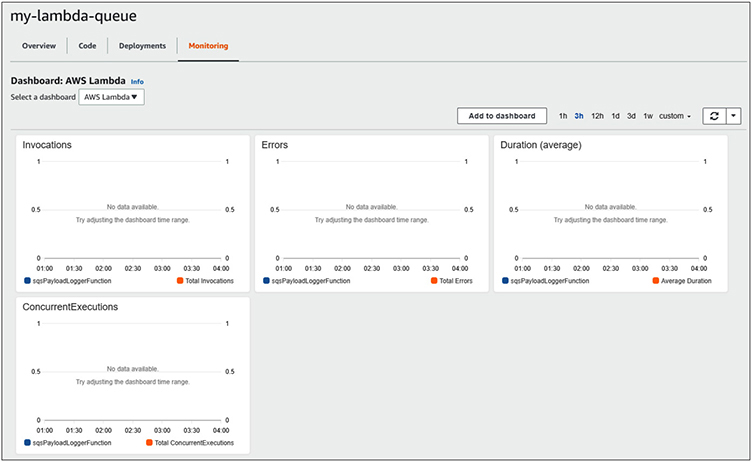 my-lambda-queue
Overview Code Deployments Monitoring
Dashboard: AWS Lambda Info
Select a dashboard AWS Lambda▼
Add to dashboard 1h 3h 12h 1d 3d 1w custom
Invocations
1 1
No data available.
0.5 0.5
Try adjusting the dashboard time range.
0 0
01:00 01:30 02:00 02:30 03:00 03:30 04:00
sqsPayloadLoggerFunction Total Invocations
Errors
1 1
No data available.
0.5 0.5
Try adjusting the dashboard time range.
0 0
01:00 01:30 02:00 02:30 03:00 03:30 04:00
sqsPayloadLoggerFunction Total Errors
Duration (average)
1 1
No data available.
0.5 0.5
Try adjusting the dashboard time range.
0 0
01:00 01:30 02:00 02:30 03:00 03:30 04:00
sqsPayloadLoggerFunction Average Duration
ConcurrentExecutions
1 1
No data available.
0.5 0.5
Try adjusting the dashboard time range.
0 0
01:00 01:30 02:00 02:30 03:00 03:30 04:00
sqsPayloadLoggerFunction Total ConcurrentExecutions